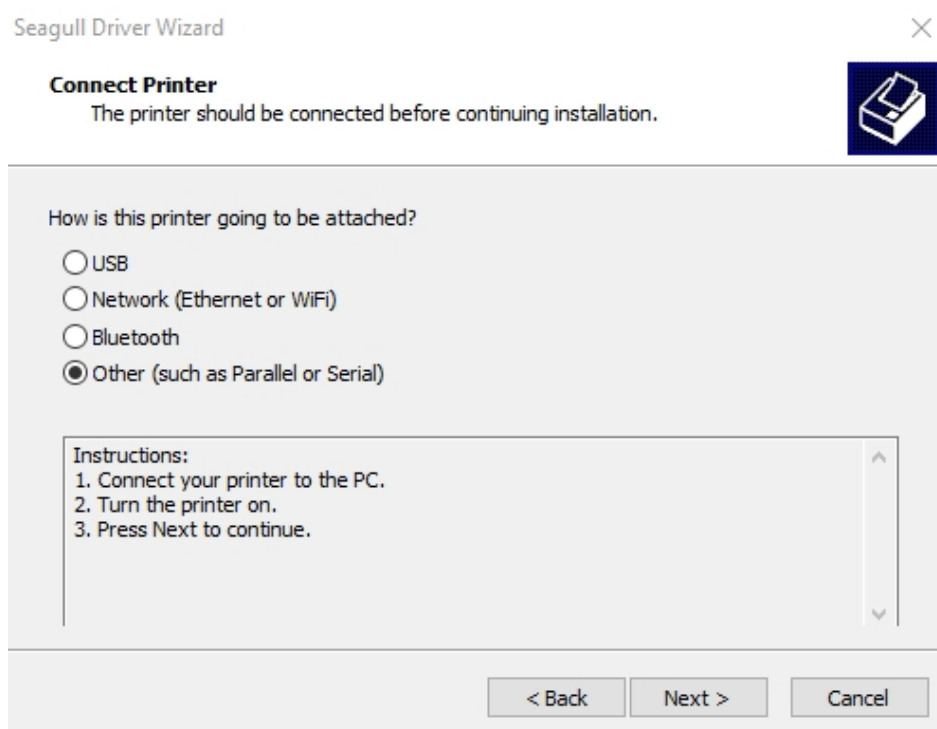 Seagull Driver Wizard
Connect Printer
The printer should be connected before continuing installation.
How is this printer going to be attached?
USB
Network (Ethernet or WiFi)
Bluetooth
Other (such as Parallel or Serial)
Instructions:
1. Connect your printer to the PC.
2. Turn the printer on.
3. Press Next to continue.
< Back Next > Cancel